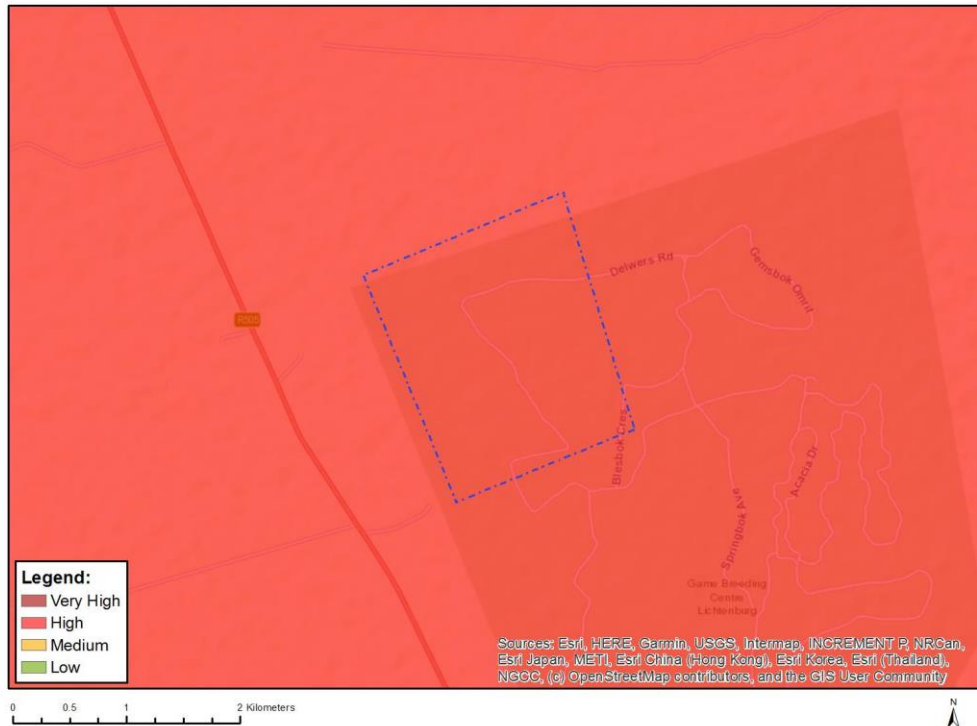 Delwers Rd
Gemsbok Omrit
R505
Blesbok Cres
Acacia Dr
Springbok Ave
Game Breeding
Centre
Lichtenburg
Legend:
Very High
High
Medium
Low
Sources: Esri, HERE, Garmin, USGS, Intermap, INCREMENT P, NRCan,
Esri Japan, METI, Esri China (Hong Kong), Esri Korea, Esri (Thailand),
NGCC, (c) OpenStreetMap contributors, and the GIS User Community
0 0.5 1 2 Kilometers
N